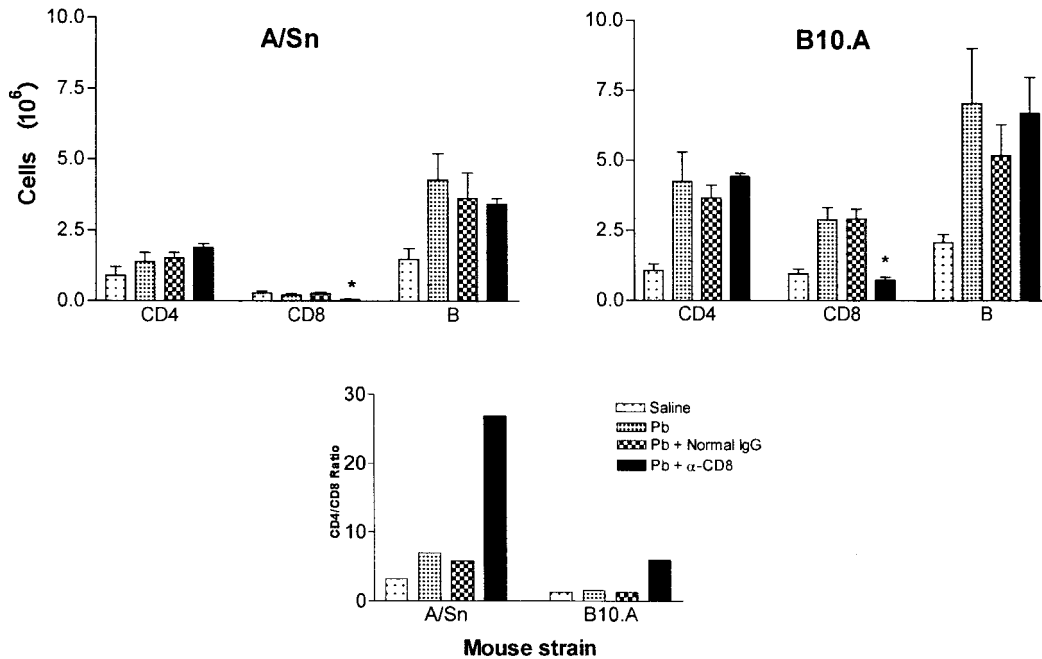 A/Sn
Cells (10⁶)
10.0
7.5
5.0
2.5
0.0
*
CD4 CD8 B
B10.A
10.0
7.5
5.0
2.5
0.0
*
CD4 CD8 B
CD4/CD8 Ratio
30
20
10
0
A/Sn B10.A
Mouse strain
Saline
Pb
Pb + Normal IgG
Pb + α-CD8